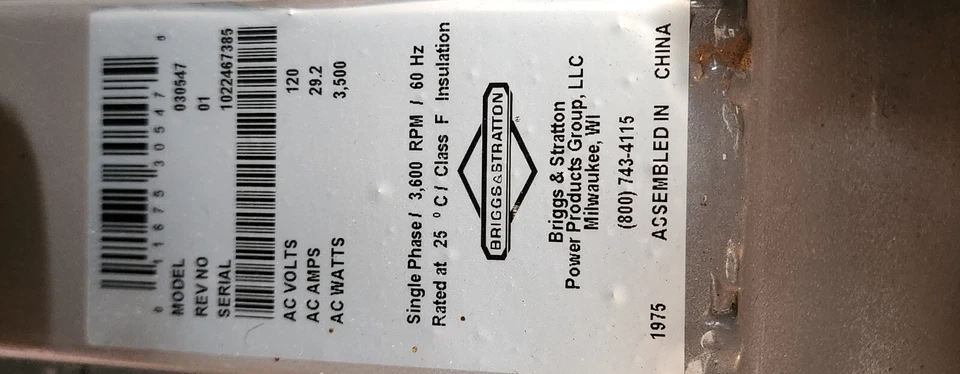 0 11675 30547 8
MODEL 030547
REV NO 01
SERIAL 1022467385
AC VOLTS 120
AC AMPS 29.2
AC WATTS 3,500
Single Phase / 3,600 RPM / 60 Hz
Rated at 25 °C / Class F Insulation
BRIGGS&STRATTON
Briggs & Stratton
Power Products Group, LLC
Milwaukee, WI
(800) 743-4115
1975 ASSEMBLED IN CHINA